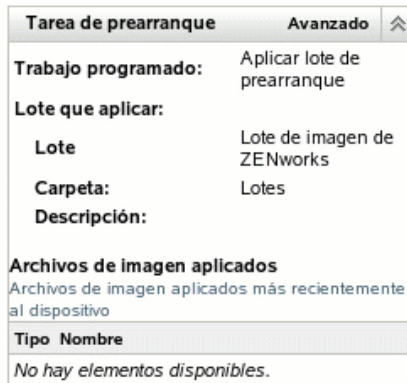 Tarea de prearranque Avanzado
Trabajo programado: Aplicar lote de
prearranque
Lote que aplicar:
Lote Lote de imagen de
ZENworks
Carpeta: Lotes
Descripción:
Archivos de imagen aplicados
Archivos de imagen aplicados más recientemente
al dispositivo
Tipo Nombre
No hay elementos disponibles.